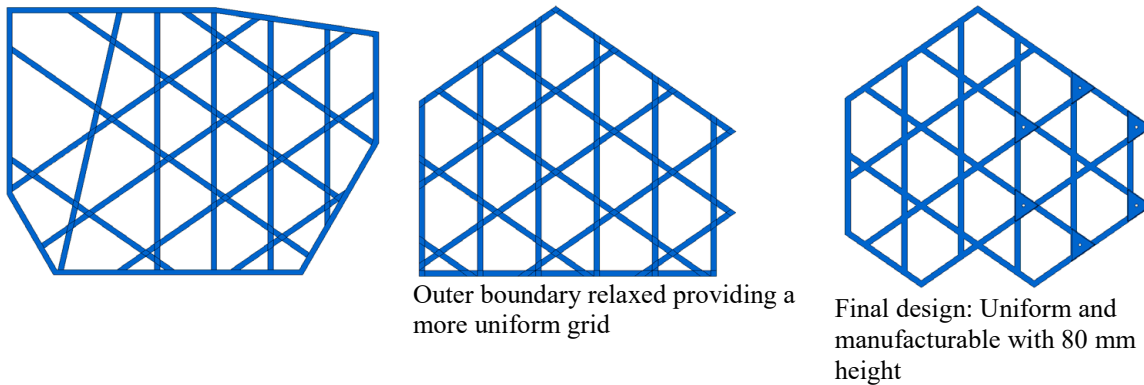 Outer boundary relaxed providing a
more uniform grid
Final design: Uniform and
manufacturable with 80 mm
height